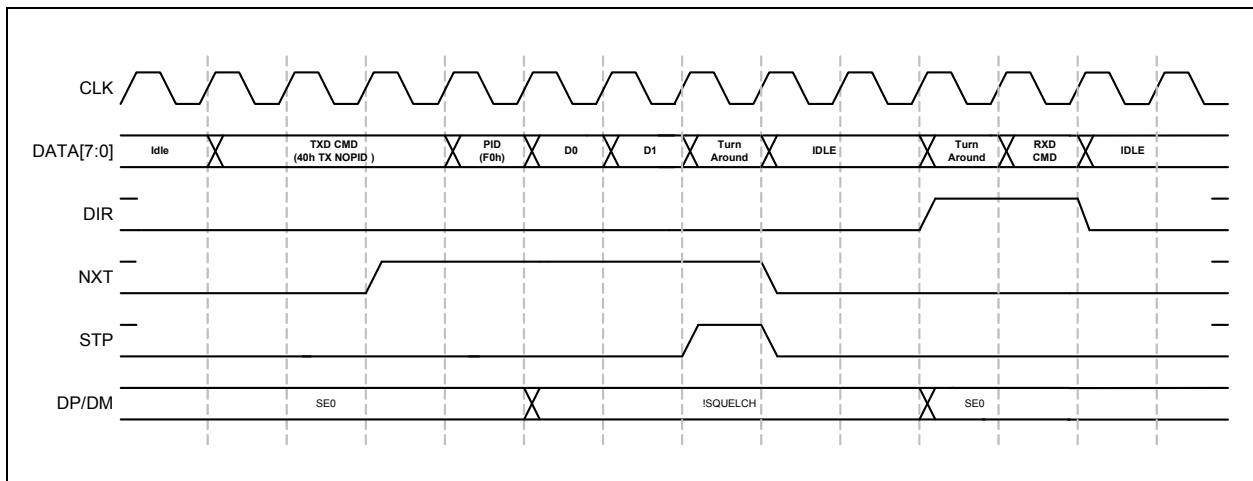 CLK
DATA[7:0]
Idle
TXD CMD
(40h TX NOPID )
PID
(F0h)
D0
D1
Turn
Around
IDLE
Turn
Around
RXD
CMD
IDLE
DIR
NXT
STP
DP/DM
SE0
!SQUELCH
SE0